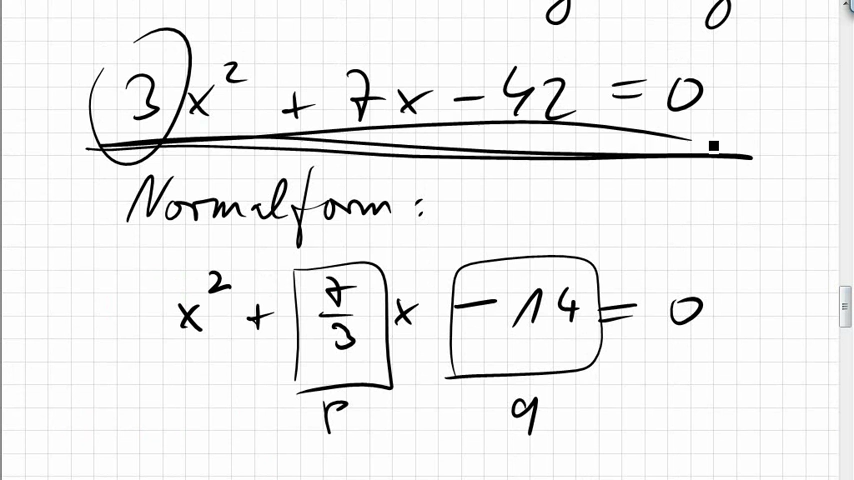 3x² + 7x - 42 = 0
Normalform:
x² + 7/3 x - 14 = 0
p q